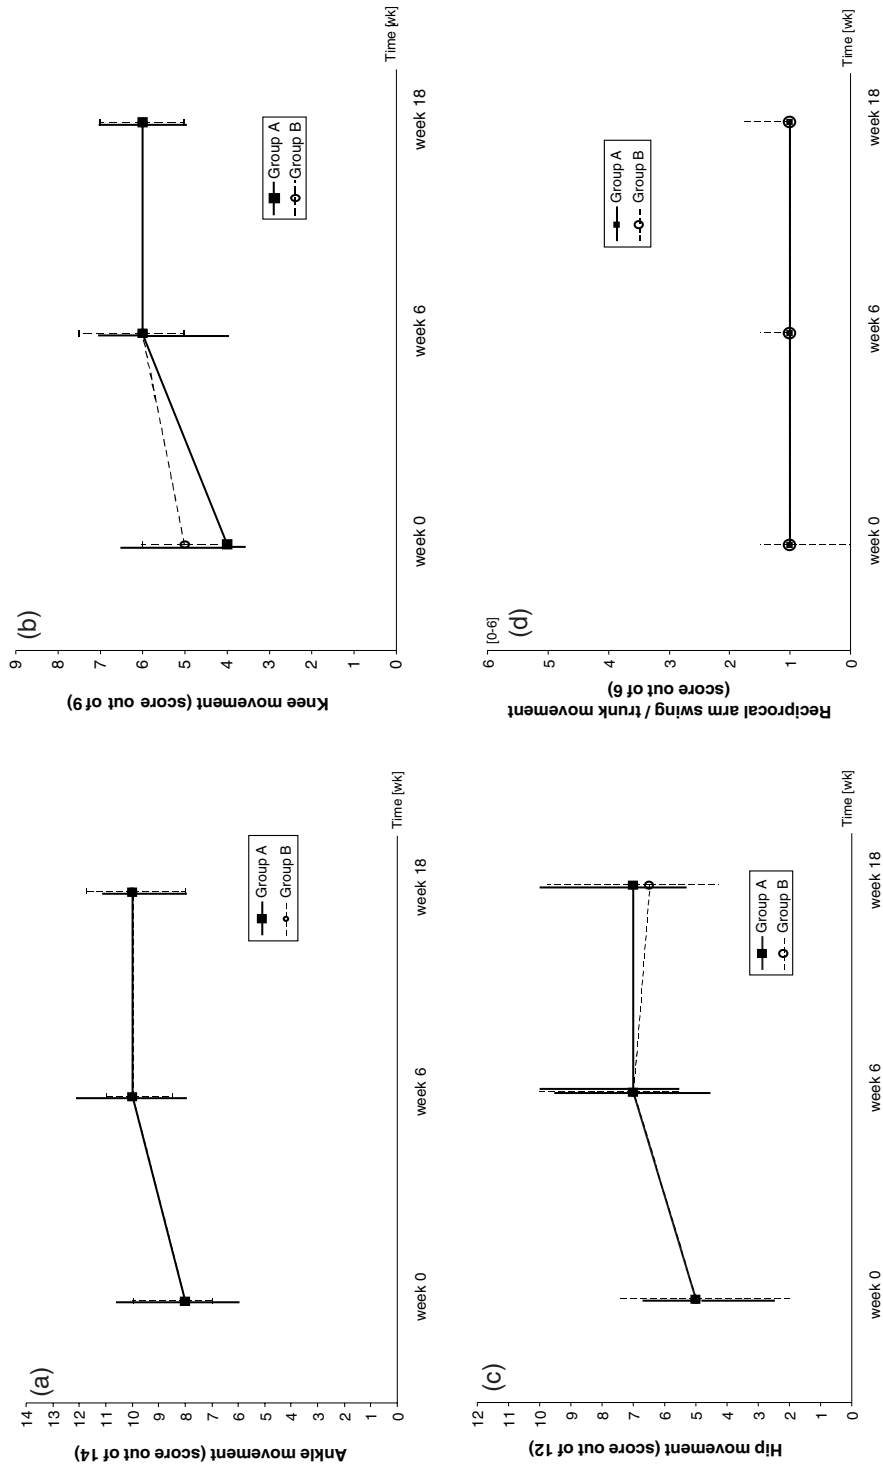 (a)
Ankle movement (score out of 14)
14
13
12
11
10
9
8
7
6
5
4
3
2
1
0
week 0
week 6
week 18
Time [wk]
Group A
Group B
(b)
Knee movement (score out of 9)
9
8
7
6
5
4
3
2
1
0
week 0
week 6
week 18
Time [wk]
Group A
Group B
(c)
Hip movement (score out of 12)
12
11
10
9
8
7
6
5
4
3
2
1
0
week 0
week 6
week 18
Time [wk]
Group A
Group B
(d)
[0-6]
Reciprocal arm swing / trunk movement
(score out of 6)
6
5
4
3
2
1
0
week 0
week 6
week 18
Time [wk]
Group A
Group B